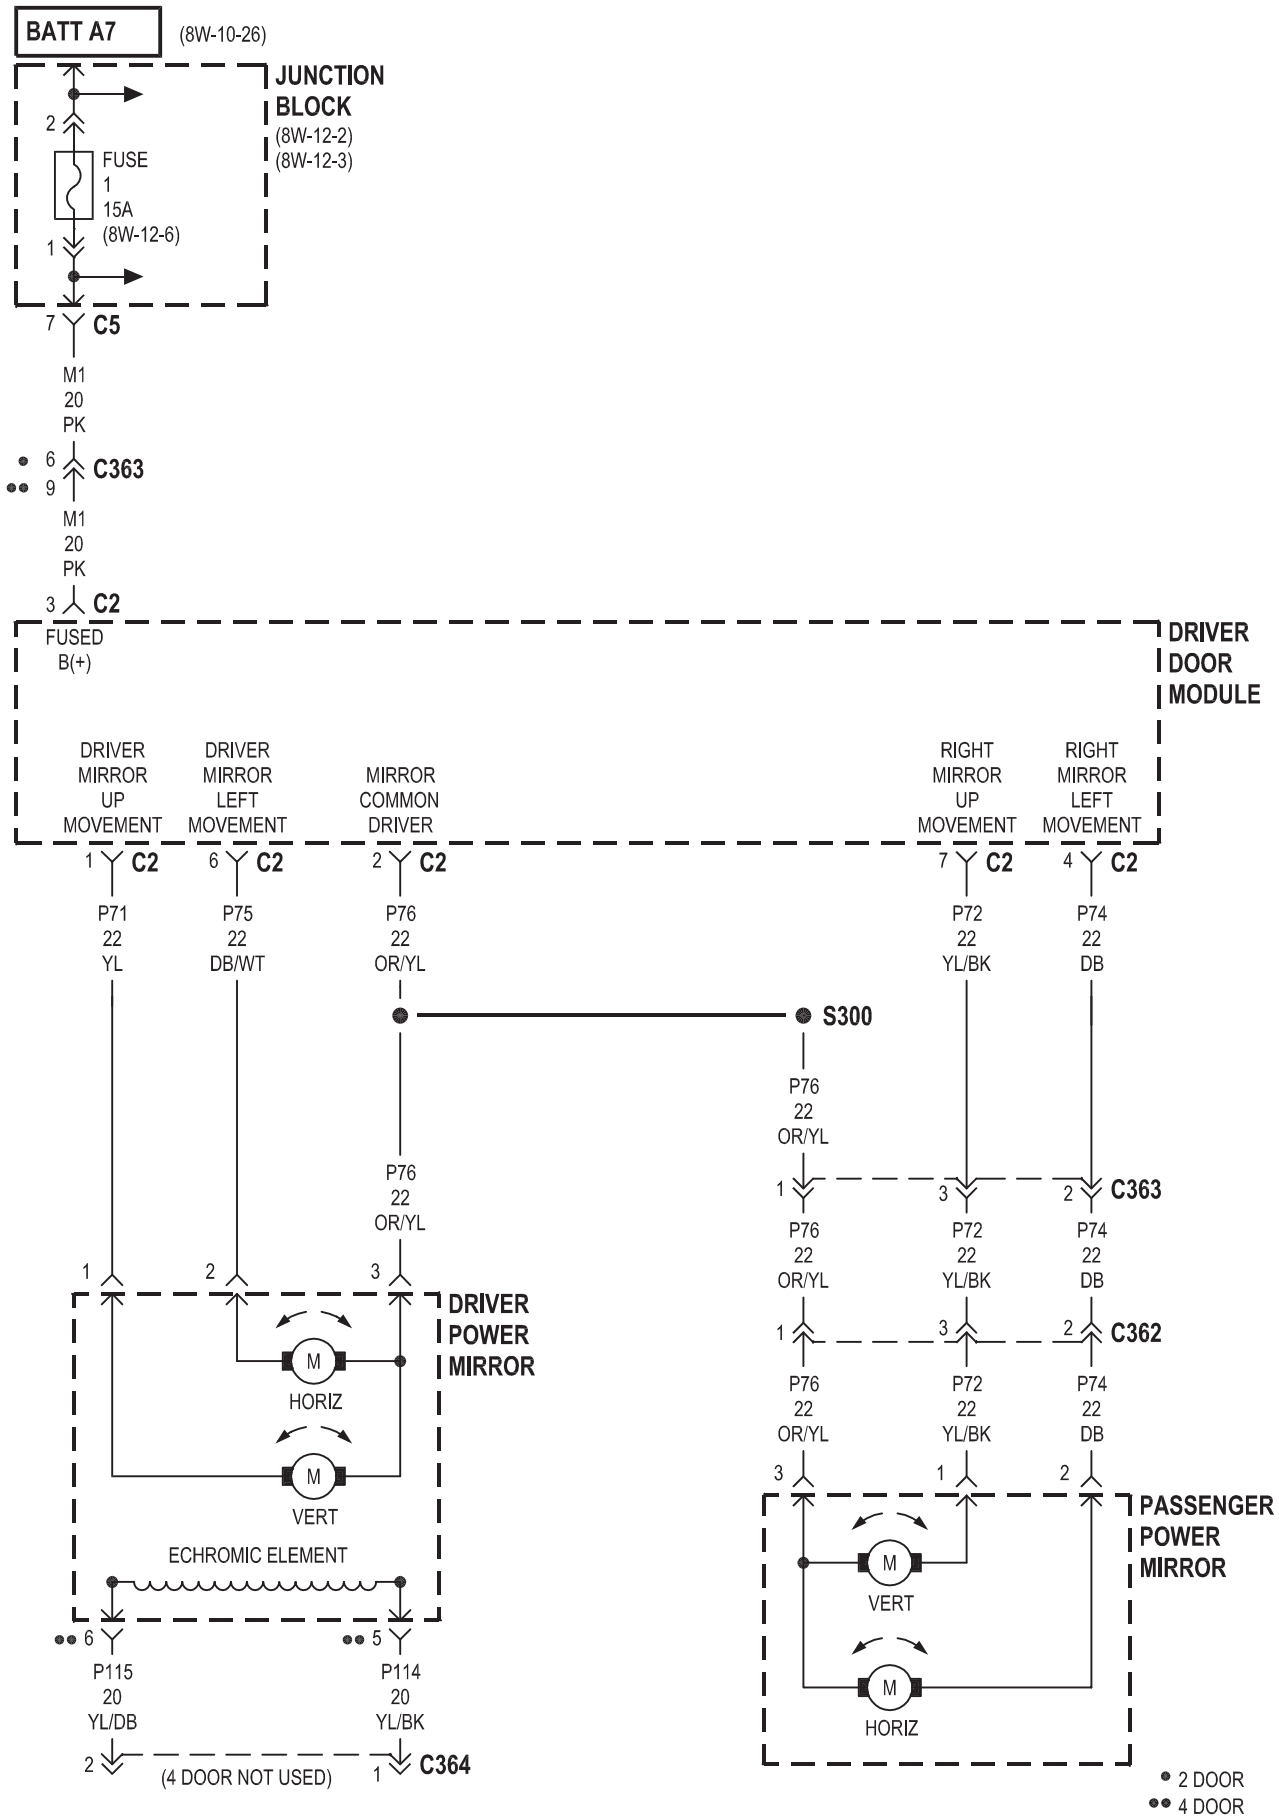 BATT A7
(8W-10-26)
JUNCTION
BLOCK
(8W-12-2)
(8W-12-3)
2
FUSE
1
15A
(8W-12-6)
1
7 C5
M1
20
PK
6
9
C363
M1
20
PK
3 C2
FUSED
B(+)
DRIVER
DOOR
MODULE
DRIVER
MIRROR
UP
MOVEMENT
DRIVER
MIRROR
LEFT
MOVEMENT
MIRROR
COMMON
DRIVER
RIGHT
MIRROR
UP
MOVEMENT
RIGHT
MIRROR
LEFT
MOVEMENT
1 C2
6 C2
2 C2
7 C2
4 C2
P71
22
YL
P75
22
DB/WT
P76
22
OR/YL
P72
22
YL/BK
P74
22
DB
S300
P76
22
OR/YL
P76
22
OR/YL
1 3 2 C363
P76
22
OR/YL
P72
22
YL/BK
P74
22
DB
1 2 3
DRIVER
POWER
MIRROR
M
HORIZ
M
VERT
ECHROMIC ELEMENT
1 3 2 C362
P76
22
OR/YL
P72
22
YL/BK
P74
22
DB
3 1 2
PASSENGER
POWER
MIRROR
M
VERT
M
HORIZ
6 5
P115
20
YL/DB
P114
20
YL/BK
2 (4 DOOR NOT USED) 1 C364
2 DOOR
4 DOOR